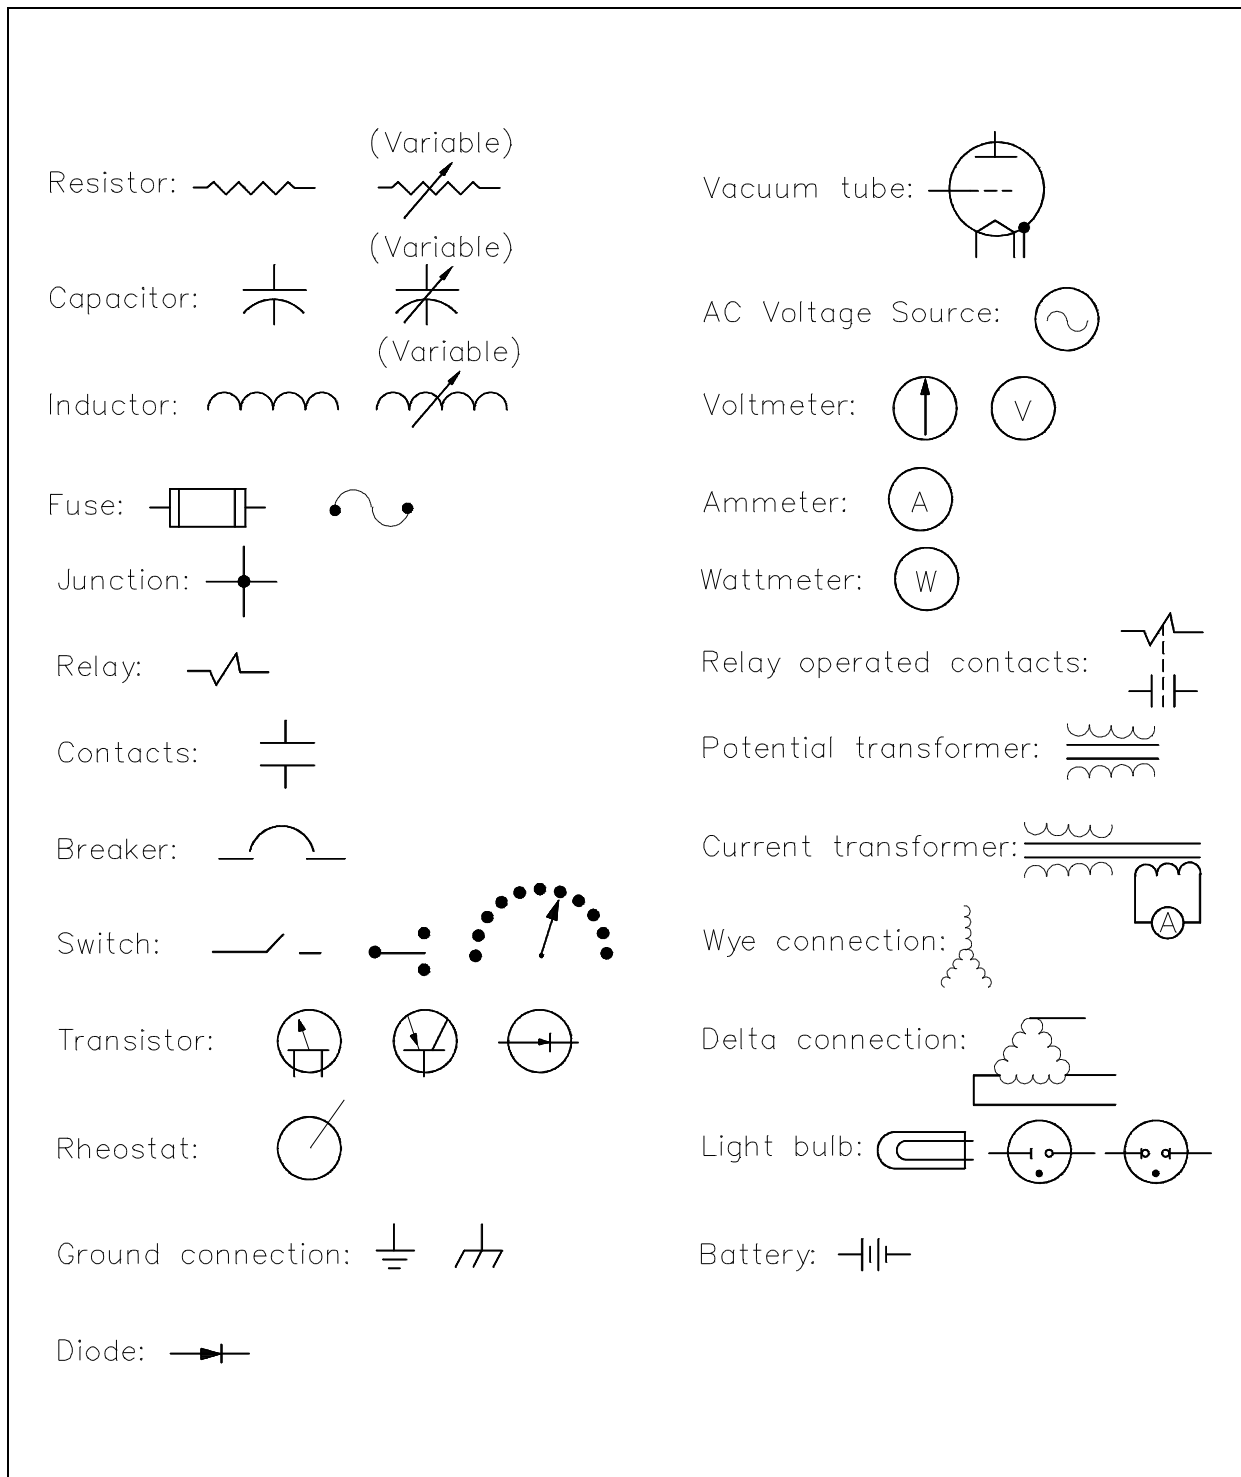 (Variable)
Resistor:
(Variable)
Capacitor:
(Variable)
Inductor:
Fuse:
Junction:
Relay:
Contacts:
Breaker:
Switch:
Transistor:
Rheostat:
Ground connection:
Diode:
Vacuum tube:
AC Voltage Source:
Voltmeter:
V
Ammeter:
A
Wattmeter:
W
Relay operated contacts:
Potential transformer:
Current transformer:
A
Wye connection:
Delta connection:
Light bulb:
Battery: